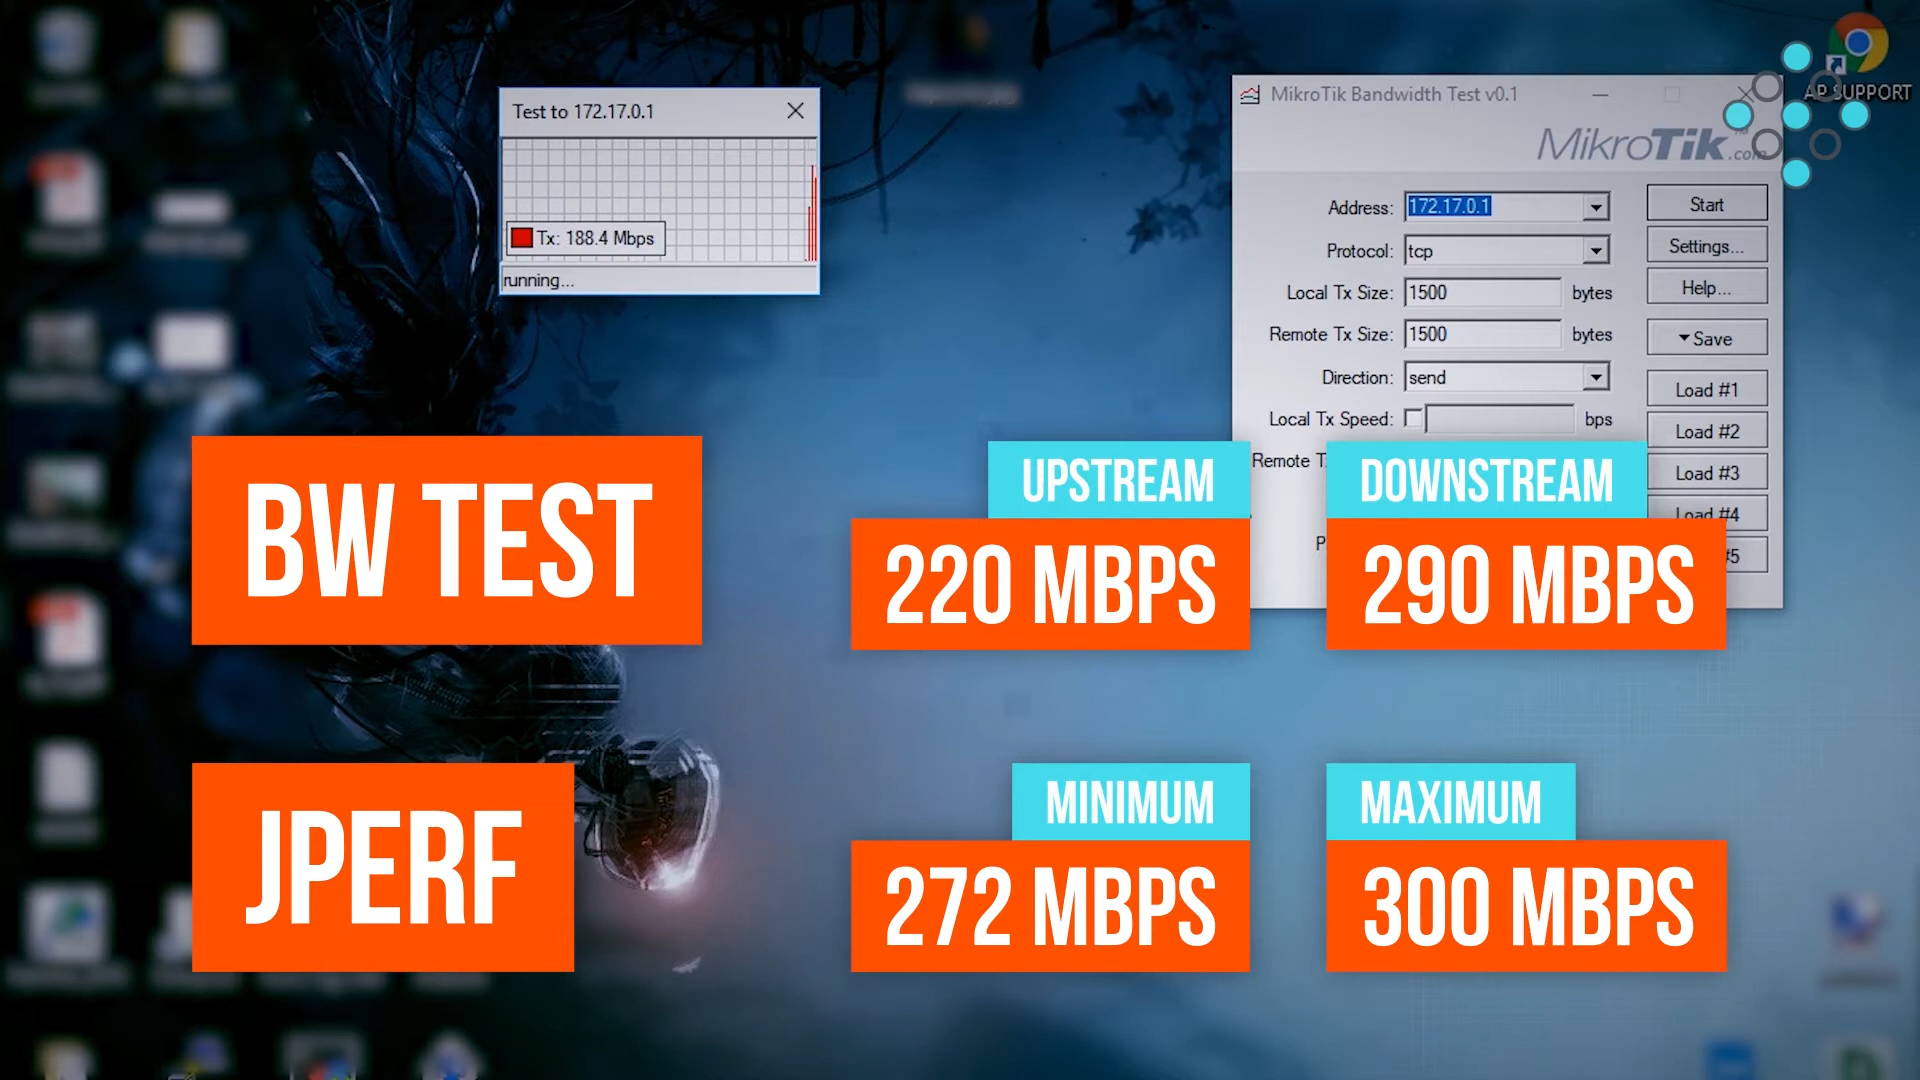 Test to 172.17.0.1
Tx: 188.4 Mbps
running...
MikroTik Bandwidth Test v0.1
AP SUPPORT
MikroTik.com
Address: 172.17.0.1
Start
Protocol: tcp
Settings...
Local Tx Size: 1500 bytes
Help...
Remote Tx Size: 1500 bytes
Save
Direction: send
Load #1
Local Tx Speed: bps
Load #2
Remote T
Load #3
Load #4
P
#5
BW TEST
UPSTREAM
220 MBPS
DOWNSTREAM
290 MBPS
JPERF
MINIMUM
272 MBPS
MAXIMUM
300 MBPS